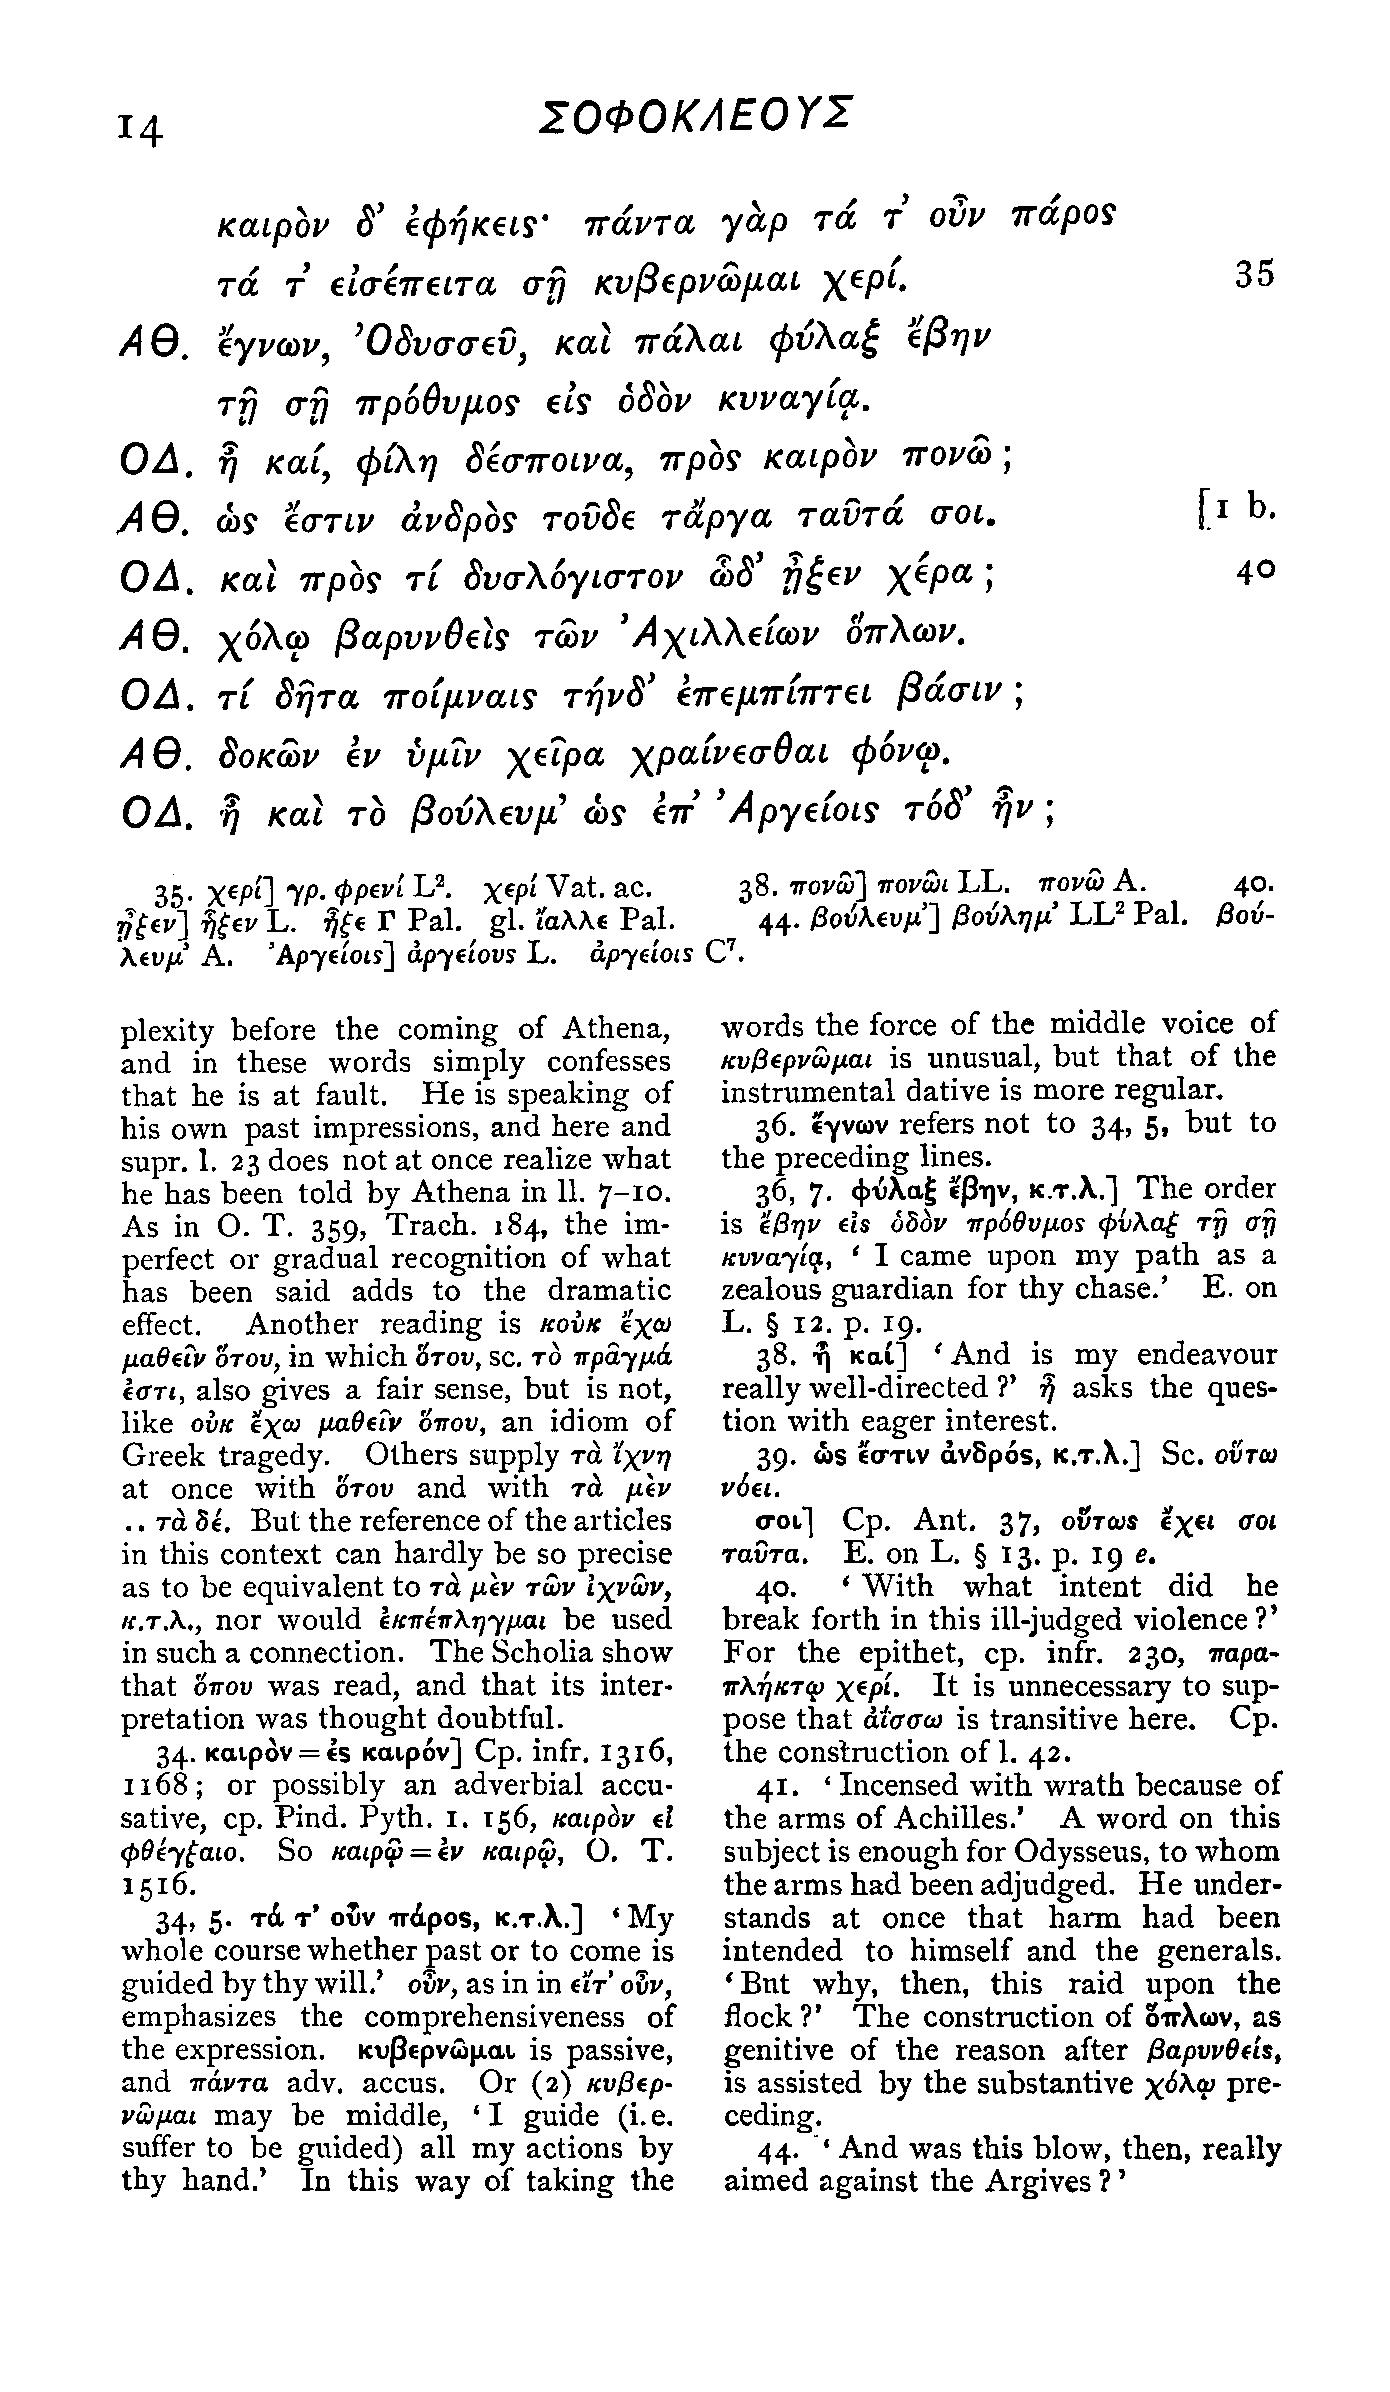 14 ΣΟΦΟΚΛΕΟΥΣ
καιρὸν δ’ ἐφήκεις· πάντα γὰρ τά τ’ οὖν πάρος
τά τ’ εἰσέπειτα σῇ κυβερνῶμαι χερί. 35
ΑΘ. ἔγνων, Ὀδυσσεῦ, καὶ πάλαι φύλαξ ἔβην
τῇ σῇ πρόθυμος εἰς ὁδὸν κυναγίᾳ.
ΟΔ. ἦ καί, φίλη δέσποινα, πρὸς καιρὸν πονῶ ;
ΑΘ. ὡς ἔστιν ἀνδρὸς τοῦδε τἄργα ταῦτά σοι. [1 b.
ΟΔ. καὶ πρὸς τί δυσλόγιστον ὧδ’ ᾖξεν χέρα ; 40
ΑΘ. χόλῳ βαρυνθεὶς τῶν Ἀχιλλείων ὅπλων.
ΟΔ. τί δῆτα ποίμναις τήνδ’ ἐπεμπίπτει βάσιν ;
ΑΘ. δοκῶν ἐν ὑμῖν χεῖρα χραίνεσθαι φόνῳ.
ΟΔ. ἦ καὶ τὸ βούλευμ’ ὡς ἐπ’ Ἀργείοις τόδ’ ἦν ;
35. χερί] γρ. φρενί L². χερί Vat. ac. 38. πονῶ] πονῶι LL. πονῶ A. 40.
ᾖξεν] ἦξεν L. ἦξε Γ Pal. gl. ἴαλλε Pal. 44. βούλευμ’] βούλημ’ LL² Pal. βού-
λευμ’ A. Ἀργείοις] ἀργείους L. ἀργείοις C⁷.
plexity before the coming of Athena,
and in these words simply confesses
that he is at fault. He is speaking of
his own past impressions, and here and
supr. l. 23 does not at once realize what
he has been told by Athena in ll. 7–10.
As in O. T. 359, Trach. 184, the im-
perfect or gradual recognition of what
has been said adds to the dramatic
effect. Another reading is κοὐκ ἔχω
μαθεῖν ὅτου, in which ὅτου, sc. τὸ πρᾶγμά
ἐστι, also gives a fair sense, but is not,
like οὐκ ἔχω μαθεῖν ὅπου, an idiom of
Greek tragedy. Others supply τὰ ἴχνη
at once with ὅτου and with τὰ μὲν
.. τὰ δέ. But the reference of the articles
in this context can hardly be so precise
as to be equivalent to τὰ μὲν τῶν ἰχνῶν,
κ.τ.λ., nor would ἐκπέπληγμαι be used
in such a connection. The Scholia show
that ὅπου was read, and that its inter-
pretation was thought doubtful.
34. καιρὸν = ἐς καιρόν] Cp. infr. 1316,
1168; or possibly an adverbial accu-
sative, cp. Pind. Pyth. 1. 156, καιρὸν εἰ
φθέγξαιο. So καιρῷ = ἐν καιρῷ, O. T.
1516.
34, 5. τά τ’ οὖν πάρος, κ.τ.λ.] ‘My
whole course whether past or to come is
guided by thy will.’ οὖν, as in in εἴτ’ οὖν,
emphasizes the comprehensiveness of
the expression. κυβερνῶμαι is passive,
and πάντα adv. accus. Or (2) κυβερ-
νῶμαι may be middle, ‘I guide (i.e.
suffer to be guided) all my actions by
thy hand.’ In this way of taking the
words the force of the middle voice of
κυβερνῶμαι is unusual, but that of the
instrumental dative is more regular.
36. ἔγνων refers not to 34, 5, but to
the preceding lines.
36, 7. φύλαξ ἔβην, κ.τ.λ.] The order
is ἔβην εἰς ὁδὸν πρόθυμος φύλαξ τῇ σῇ
κυναγίᾳ, ‘ I came upon my path as a
zealous guardian for thy chase.’ E. on
L. § 12. p. 19.
38. ἦ καί] ‘And is my endeavour
really well-directed ?’ ἦ asks the ques-
tion with eager interest.
39. ὡς ἔστιν ἀνδρός, κ.τ.λ.] Sc. οὕτω
νόει.
σοι] Cp. Ant. 37, οὕτως ἔχει σοι
ταῦτα. E. on L. § 13. p. 19 e.
40. ‘ With what intent did he
break forth in this ill-judged violence ?’
For the epithet, cp. infr. 230, παρα-
πλήκτῳ χερί. It is unnecessary to sup-
pose that ἀΐσσω is transitive here. Cp.
the construction of l. 42.
41. ‘Incensed with wrath because of
the arms of Achilles.’ A word on this
subject is enough for Odysseus, to whom
the arms had been adjudged. He under-
stands at once that harm had been
intended to himself and the generals.
‘But why, then, this raid upon the
flock ?’ The construction of ὅπλων, as
genitive of the reason after βαρυνθείς,
is assisted by the substantive χόλῳ pre-
ceding.
44. ‘ And was this blow, then, really
aimed against the Argives ?’